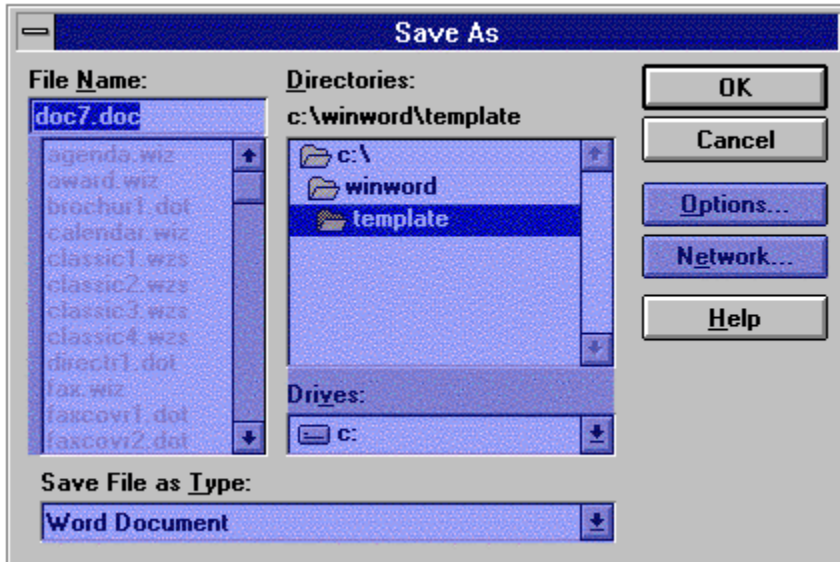 Save As
File Name:
doc7.doc
agenda.wiz
award.wiz
brochur1.dot
calendar.wiz
classic1.wzs
classic2.wzs
classic3.wzs
classic4.wzs
directr1.dot
fax.wiz
faxcovr1.dot
faxcovr2.dot
Save File as Type:
Word Document
Directories:
c:\winword\template
c:\
winword
template
Drives:
c:
OK
Cancel
Options...
Network...
Help